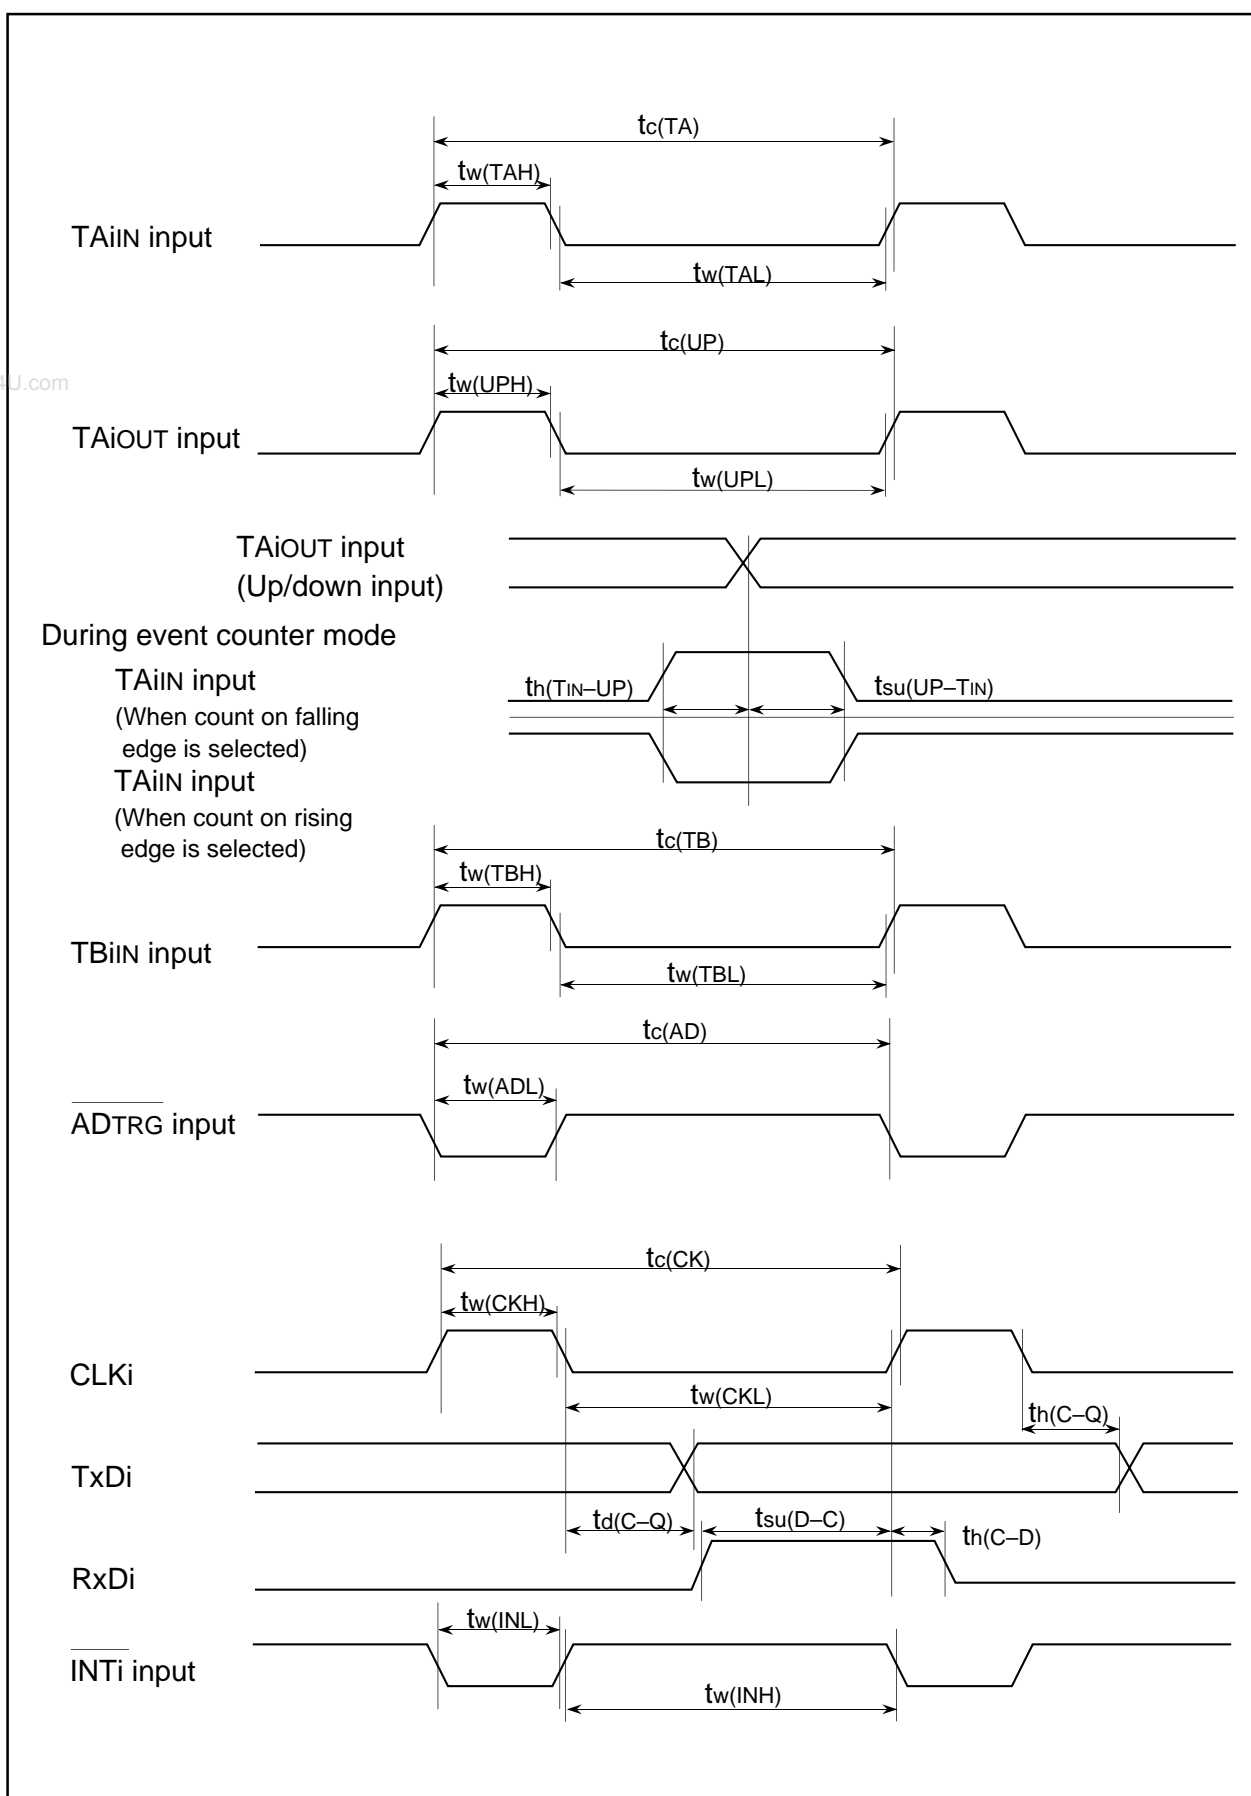 tc(TA)
tw(TAH)
TAiIN input
tw(TAL)
tc(UP)
4U.com
tw(UPH)
TAiOUT input
tw(UPL)
TAiOUT input
(Up/down input)
During event counter mode
TAiIN input
th(TIN–UP)
tsu(UP–TIN)
(When count on falling
edge is selected)
TAiIN input
(When count on rising
edge is selected)
tc(TB)
tw(TBH)
TBiIN input
tw(TBL)
tc(AD)
tw(ADL)
ADTRG input
tc(CK)
tw(CKH)
CLKi
tw(CKL)
th(C–Q)
TxDi
td(C–Q)
tsu(D–C)
th(C–D)
RxDi
tw(INL)
INTi input
tw(INH)